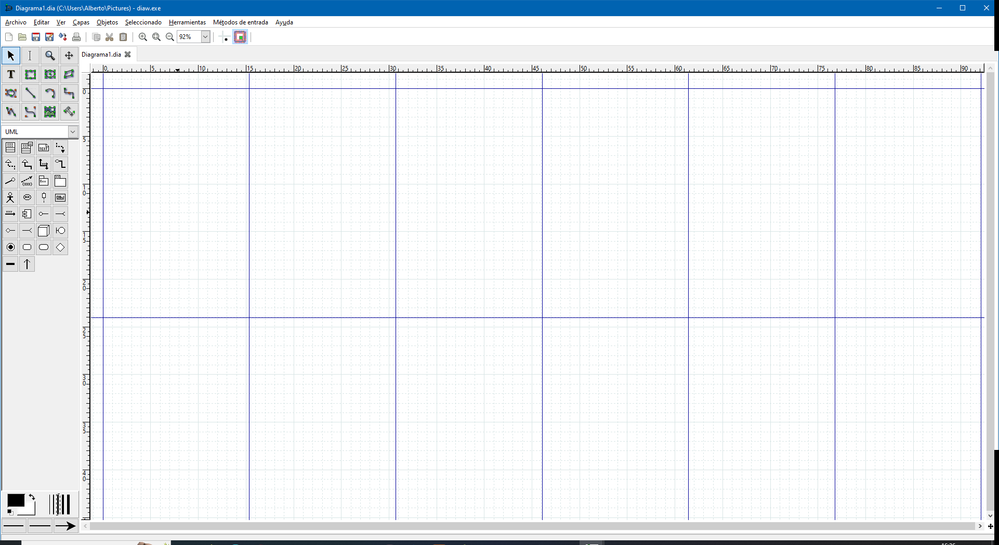 Diagrama1.dia (C:\Users\Alberto\Pictures) - diaw.exe
Archivo Editar Ver Capas Objetos Seleccionado Herramientas Métodos de entrada Ayuda
92%
Diagrama1.dia
0 5 10 15 20 25 30 35 40 45 50 55 60 65 70 75 80 85 90
T
UML
TEXT
OBJ
0
5
10
15
20
25
30
35
40